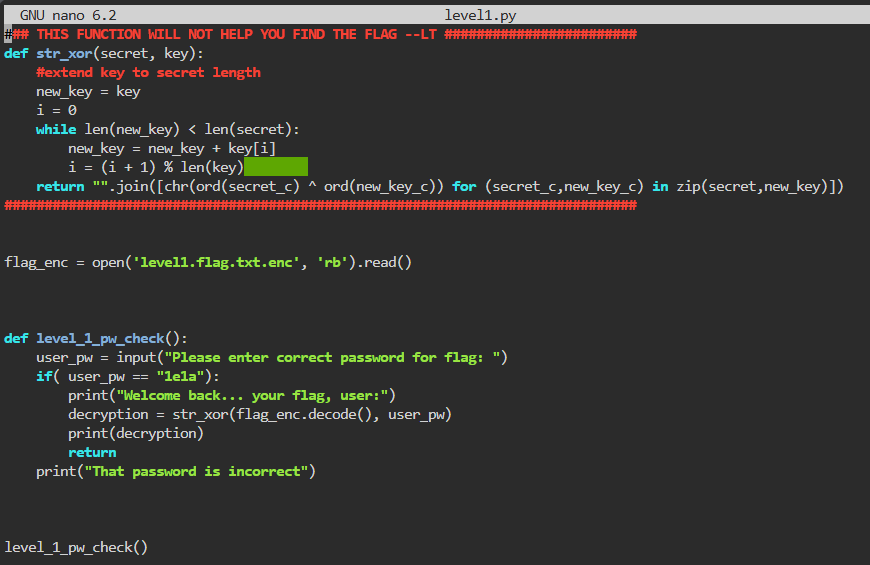 GNU nano 6.2 level1.py
### THIS FUNCTION WILL NOT HELP YOU FIND THE FLAG --LT ########################
def str_xor(secret, key):
    #extend key to secret length
    new_key = key
    i = 0
    while len(new_key) < len(secret):
        new_key = new_key + key[i]
        i = (i + 1) % len(key)
    return "".join([chr(ord(secret_c) ^ ord(new_key_c)) for (secret_c,new_key_c) in zip(secret,new_key)])
###############################################################################
flag_enc = open('level1.flag.txt.enc', 'rb').read()
def level_1_pw_check():
    user_pw = input("Please enter correct password for flag: ")
    if( user_pw == "1e1a"):
        print("Welcome back... your flag, user:")
        decryption = str_xor(flag_enc.decode(), user_pw)
        print(decryption)
        return
    print("That password is incorrect")
level_1_pw_check()